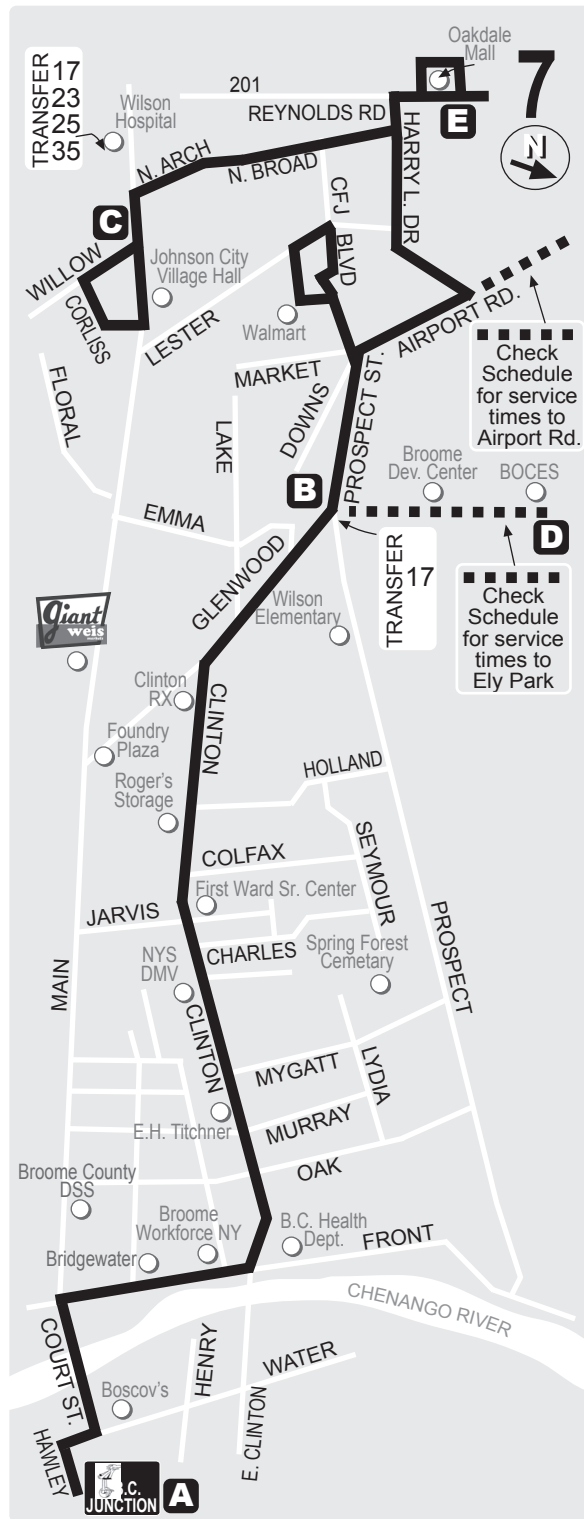 Oakdale
Mall
7
N
TRANSFER
17
23
25
35
Wilson
Hospital
201
REYNOLDS RD
E
N. ARCH
N. BROAD
CFJ
BLVD
HARRY L. DR
C
WILLOW
CORLISS
Johnson City
Village Hall
LESTER
Walmart
AIRPORT RD.
Check
Schedule
for service
times to
Airport Rd.
FLORAL
MARKET
DOWNS
PROSPECT ST.
LAKE
B
Broome
Dev. Center
BOCES
D
EMMA
GLENWOOD
TRANSFER
17
Check
Schedule
for service
times to
Ely Park
Giant
weis
markets
Wilson
Elementary
Clinton
RX
CLINTON
Foundry
Plaza
Roger's
Storage
HOLLAND
COLFAX
SEYMOUR
First Ward Sr. Center
JARVIS
CHARLES
PROSPECT
NYS
DMV
Spring Forest
Cemetary
MAIN
CLINTON
MYGATT
LYDIA
E.H. Titchner
MURRAY
OAK
Broome County
DSS
Broome
Workforce NY
B.C. Health
Dept.
FRONT
Bridgewater
CHENANGO RIVER
COURT ST.
HENRY
WATER
Boscov's
E. CLINTON
HAWLEY
B.C.
JUNCTION
A